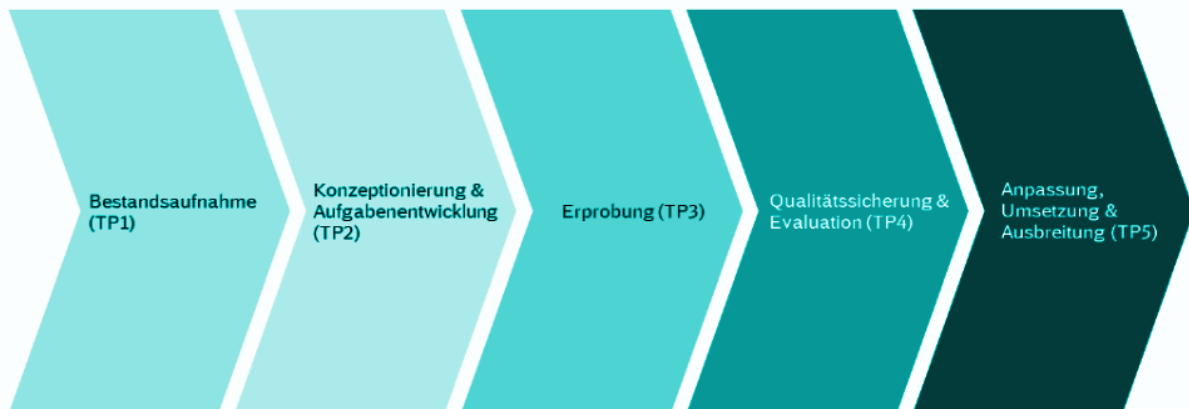 Bestandsaufnahme
(TP1)
Konzeptionierung &
Aufgabenentwicklung
(TP2)
Erprobung (TP3)
Qualitätssicherung &
Evaluation (TP4)
Anpassung,
Umsetzung &
Ausbreitung (TP5)